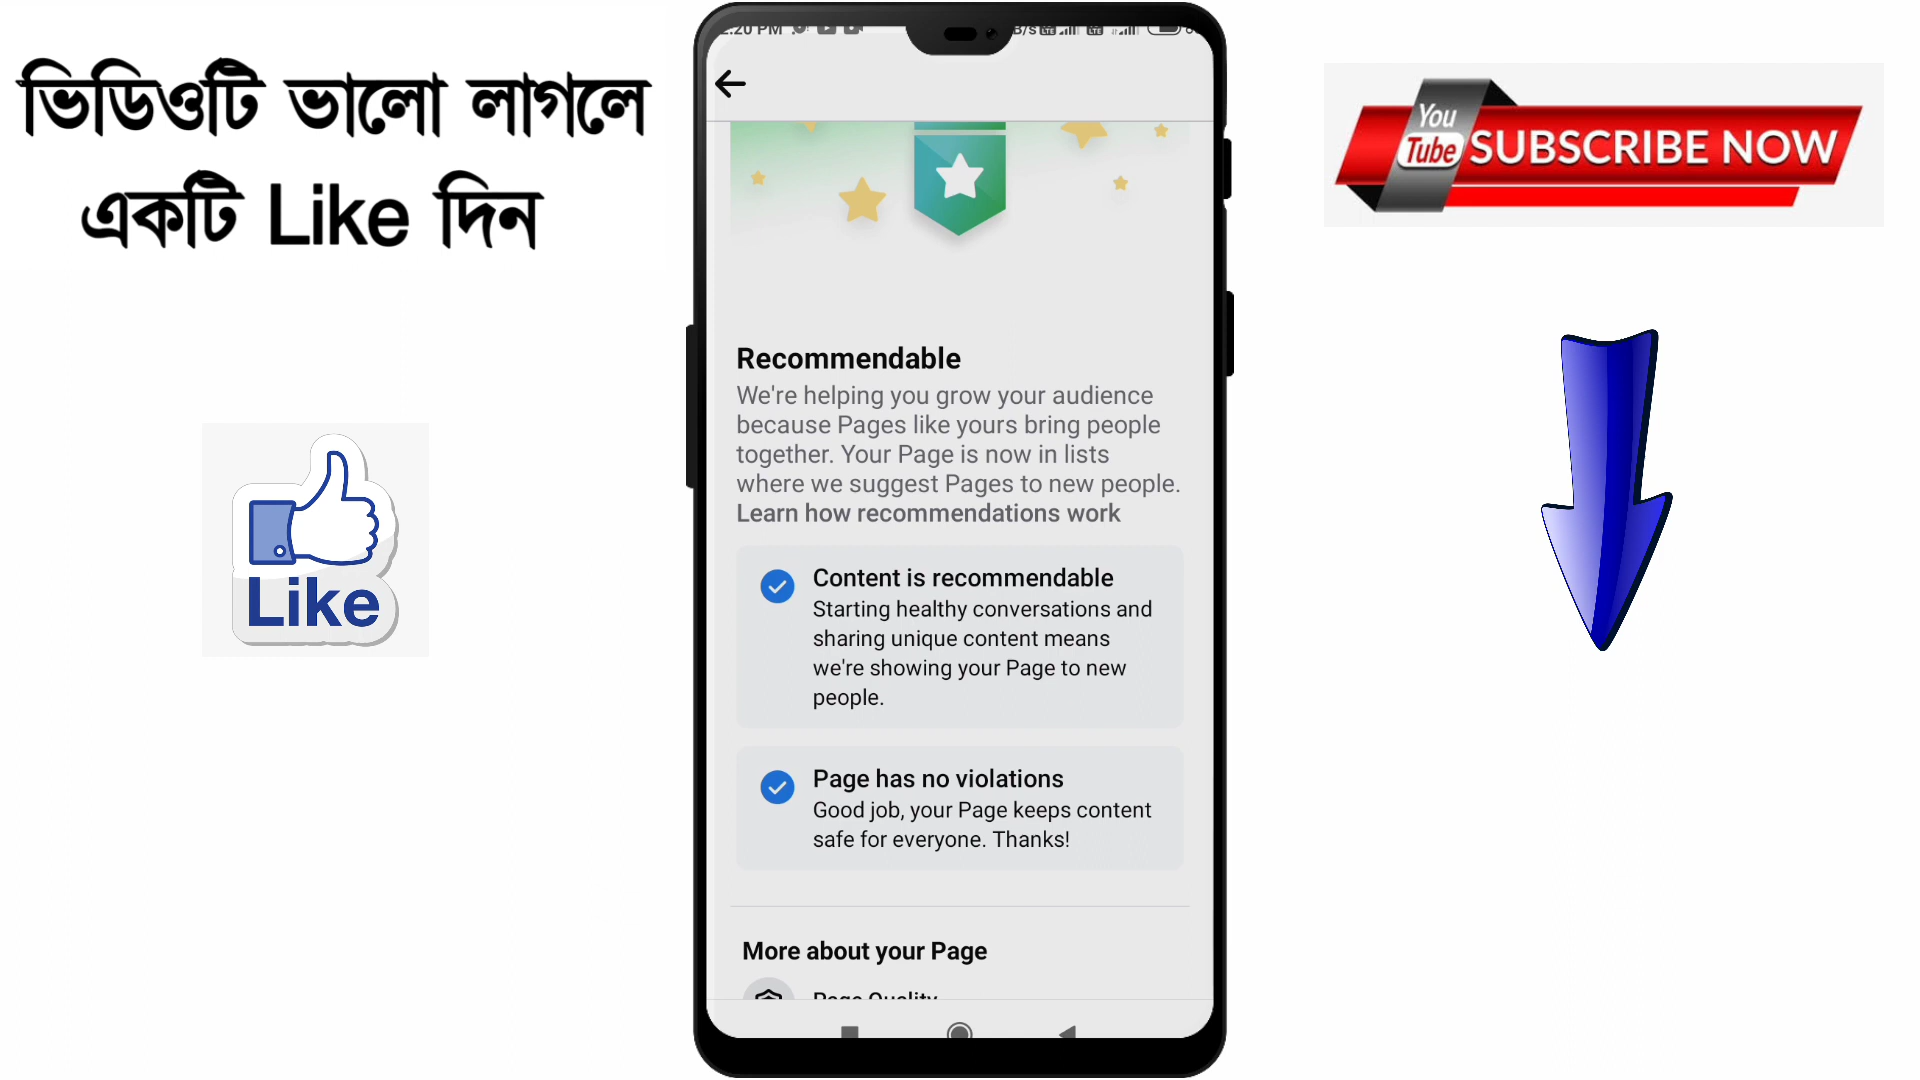 ভিডিওটি ভালো লাগলে
একটি Like দিন
Like
Recommendable
We're helping you grow your audience
because Pages like yours bring people
together. Your Page is now in lists
where we suggest Pages to new people.
Learn how recommendations work
Content is recommendable
Starting healthy conversations and
sharing unique content means
we're showing your Page to new
people.
Page has no violations
Good job, your Page keeps content
safe for everyone. Thanks!
More about your Page
Page Quality
You
Tube SUBSCRIBE NOW